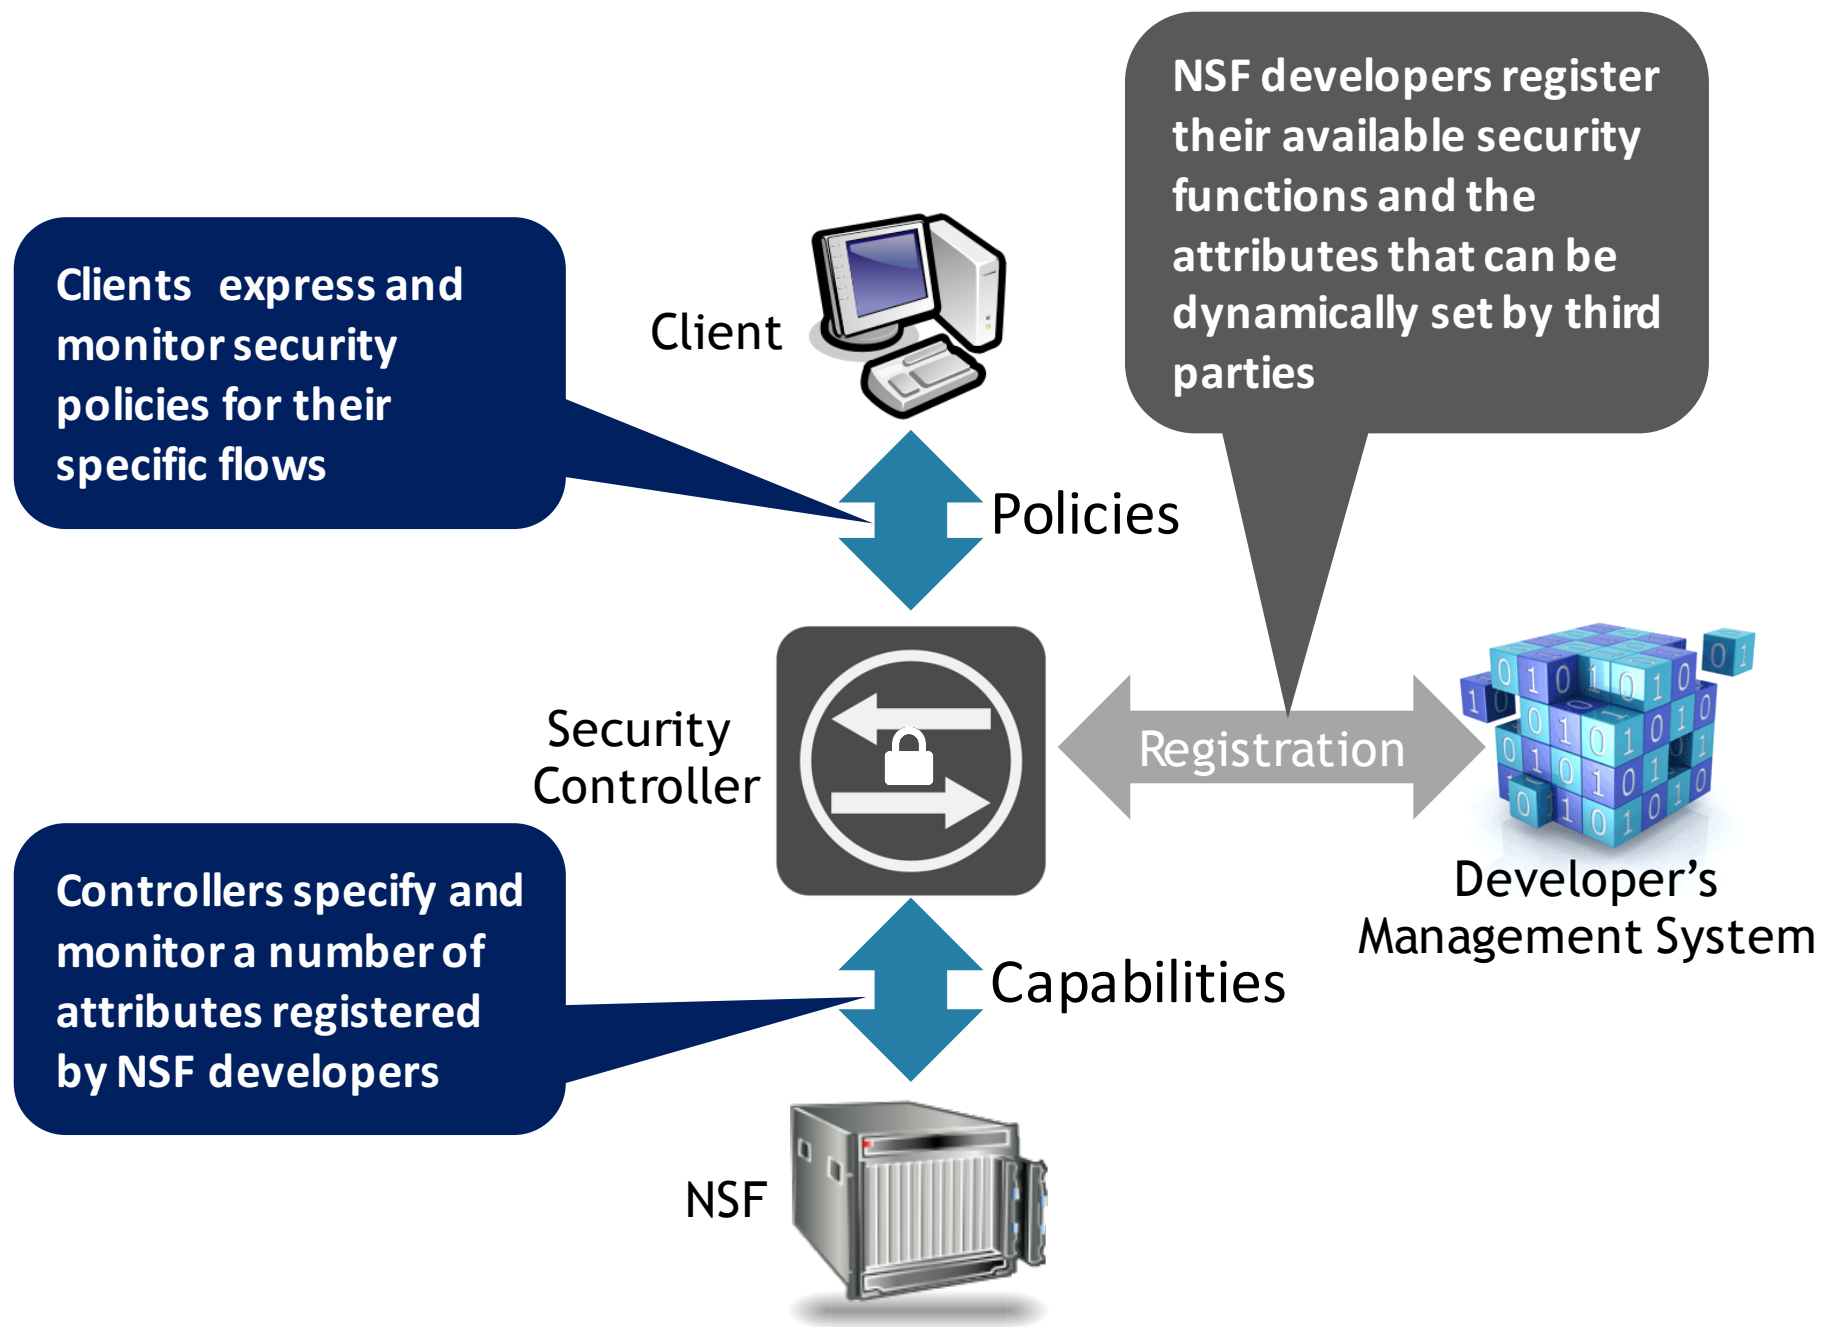 NSF developers register
their available security
functions and the
attributes that can be
dynamically set by third
parties
Clients express and
monitor security
policies for their
specific flows
Client
Policies
Security
Controller
Registration
Developer's
Management System
Controllers specify and
monitor a number of
attributes registered
by NSF developers
Capabilities
NSF